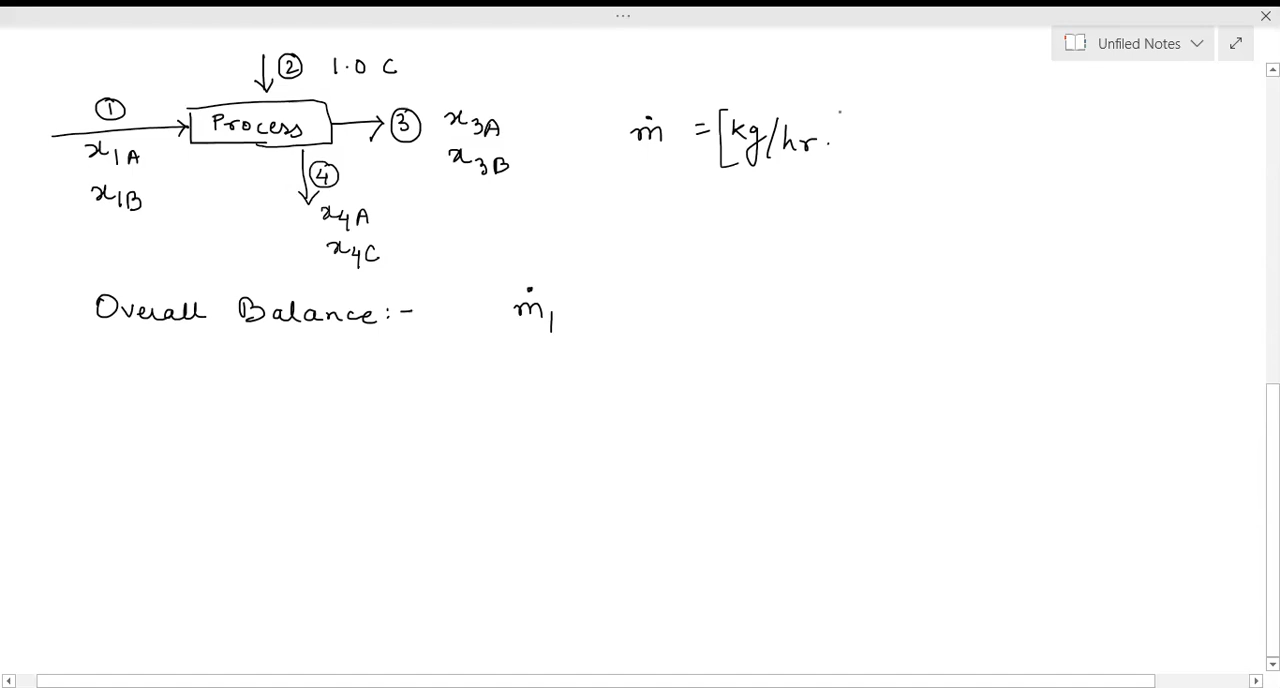 Unfiled Notes
② 1.0 C
①
Process
③ x3A
x3B
x1A
x1B
④
x4A
x4C
ṁ = [kg/hr.
Overall Balance:- ṁ1